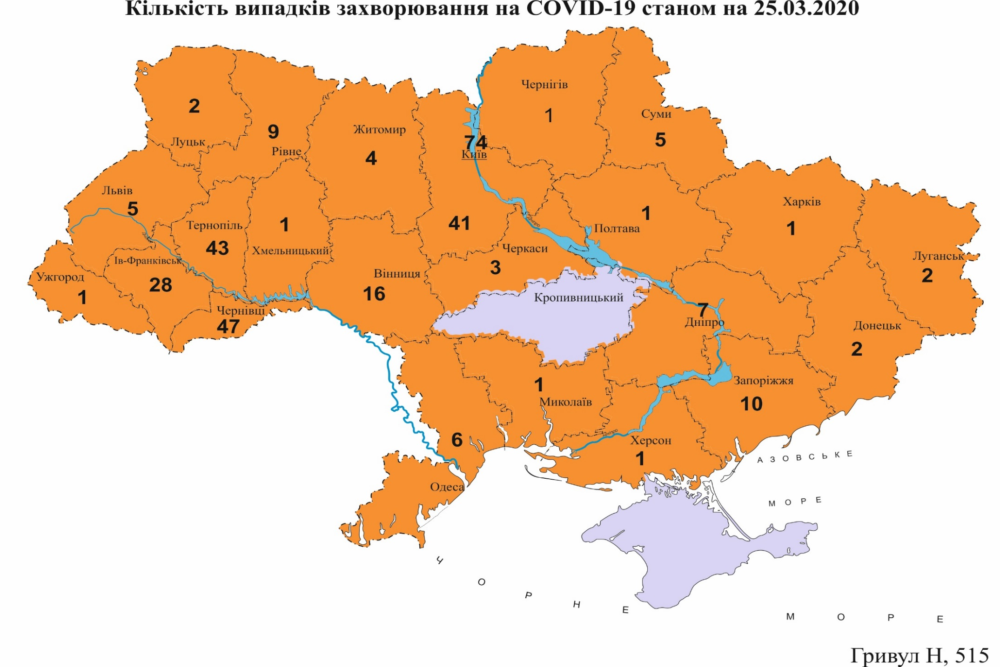 Кількість випадків захворювання на COVID-19 станом на 25.03.2020
Чернігів
1
Суми
5
2
Луцьк
9
Рівне
Житомир
4
74
Київ
41
Львів
5
Тернопіль
43
1
Хмельницький
1
Полтава
Харків
1
Луганськ
2
Ужгород
1
Ів-Франківськ
28
Чернівці
47
Вінниця
16
Черкаси
3
Дніпро
Кропивницький
7
Дніпро
Донецьк
2
Запоріжжя
10
1
Миколаїв
6
Одеса
Дніпро
Херсон
1
АЗОВСЬКЕ
МОРЕ
ЧОРНЕ
МОРЕ
Гривул Н, 515